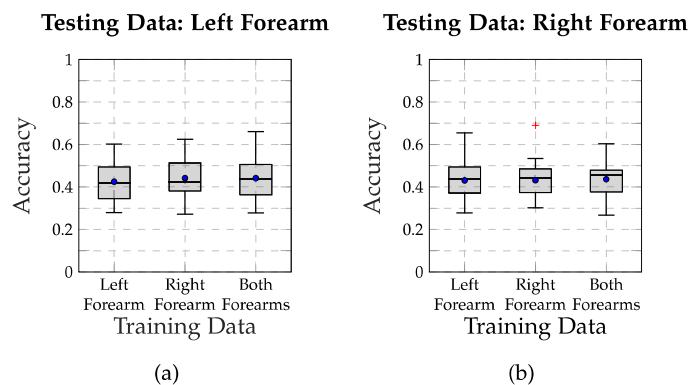 Testing Data: Left Forearm
Testing Data: Right Forearm
1
0.8
0.6
0.4
0.2
0
Accuracy
Left Forearm
Right Forearm
Both Forearms
Training Data
(a)
1
0.8
0.6
0.4
0.2
0
Accuracy
Left Forearm
Right Forearm
Both Forearms
Training Data
(b)